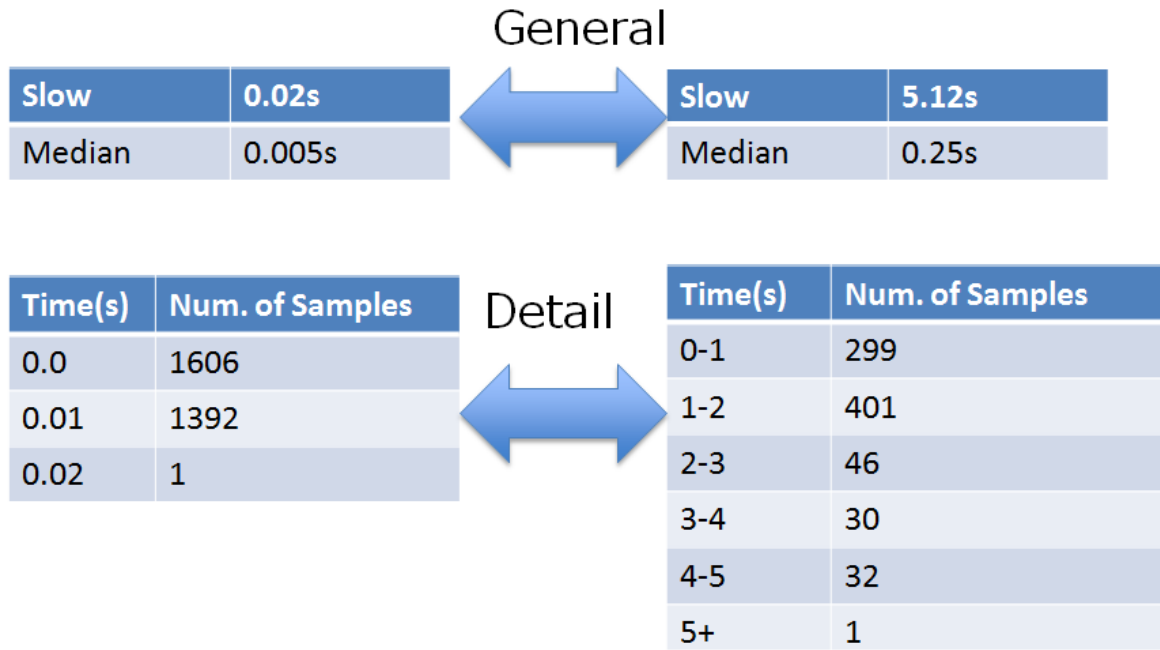 General
Slow 0.02s
Median 0.005s
Slow 5.12s
Median 0.25s
Detail
Time(s) Num. of Samples
0.0 1606
0.01 1392
0.02 1
Time(s) Num. of Samples
0-1 299
1-2 401
2-3 46
3-4 30
4-5 32
5+ 1